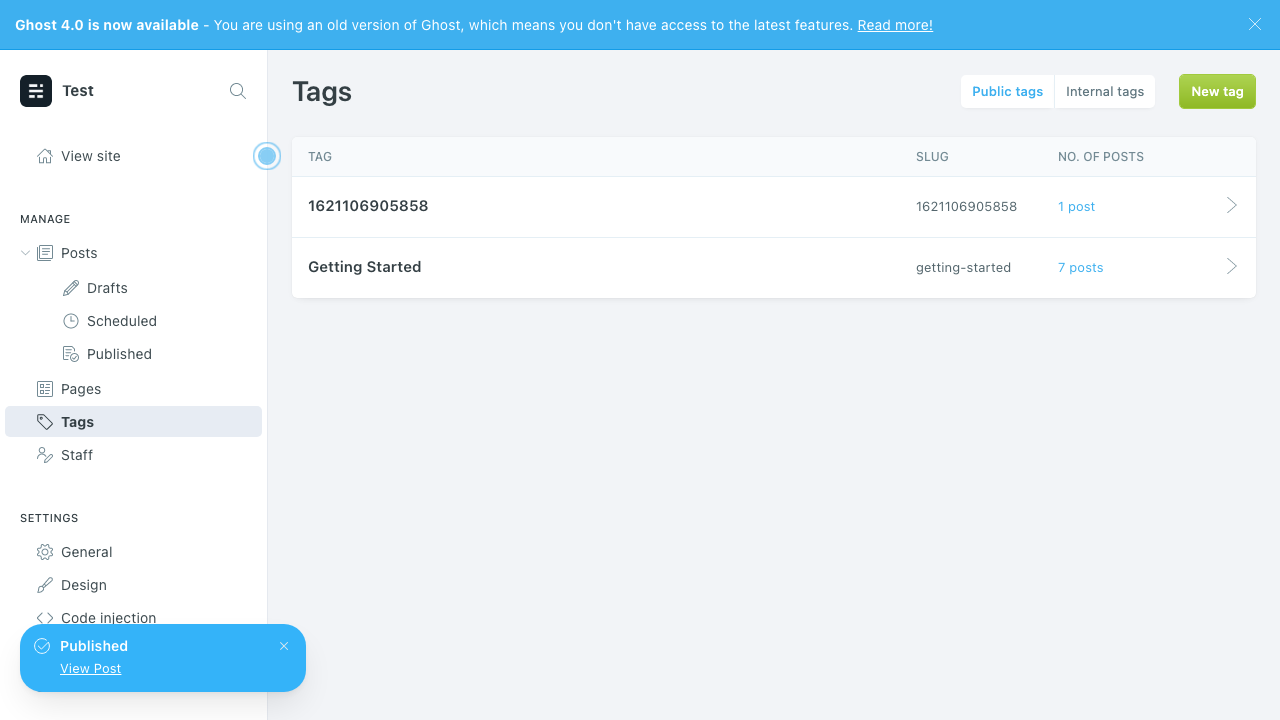 Ghost 4.0 is now available - You are using an old version of Ghost, which means you don't have access to the latest features. Read more!
Test
View site
MANAGE
Posts
Drafts
Scheduled
Published
Pages
Tags
Staff
SETTINGS
General
Design
Code injection
Published
View Post
Tags
Public tags
Internal tags
New tag
TAG SLUG NO. OF POSTS
1621106905858 1621106905858 1 post
Getting Started getting-started 7 posts